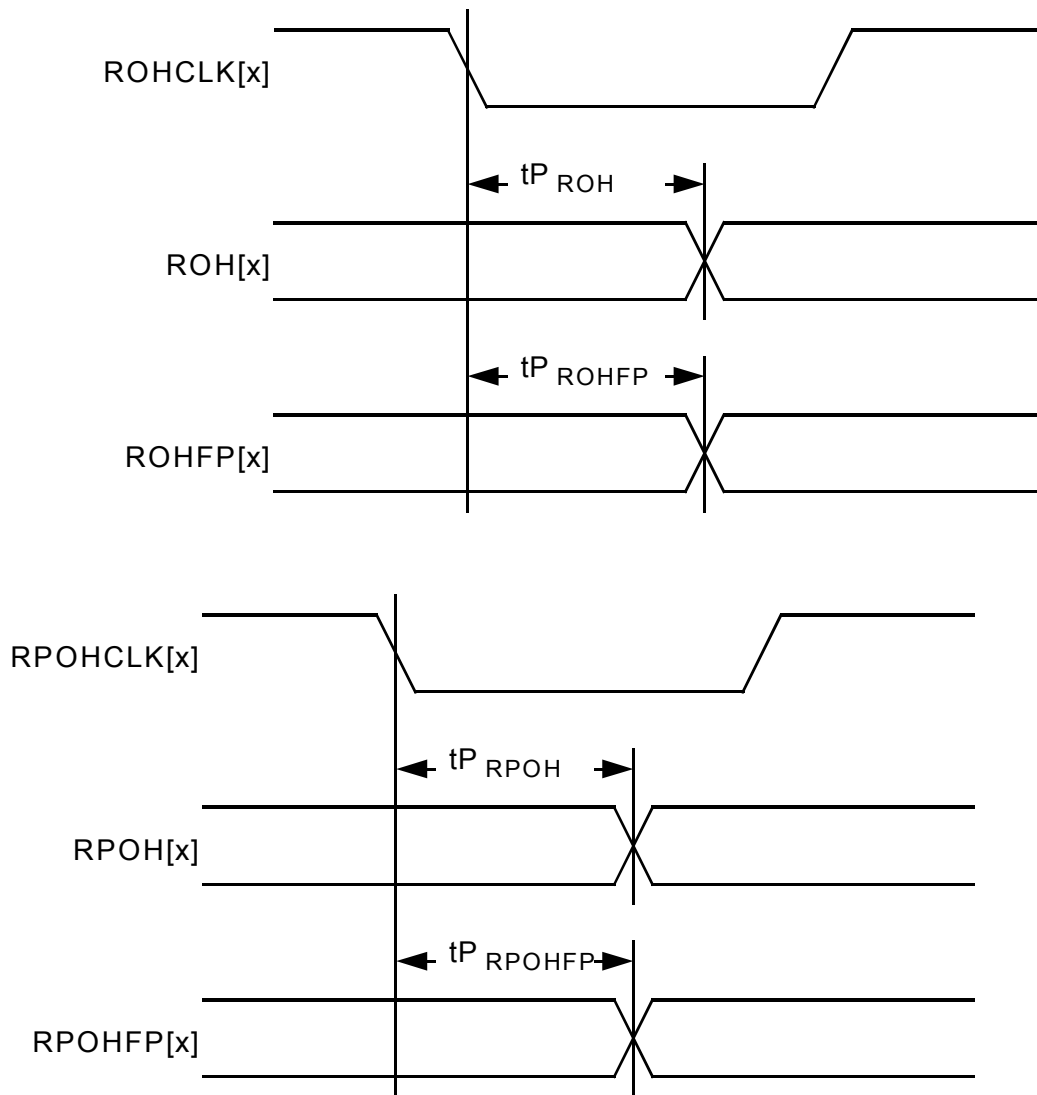 ROHCLK[x]
tP ROH
ROH[x]
tP ROHFP
ROHFP[x]
RPOHCLK[x]
tP RPOH
RPOH[x]
tP RPOHFP
RPOHFP[x]